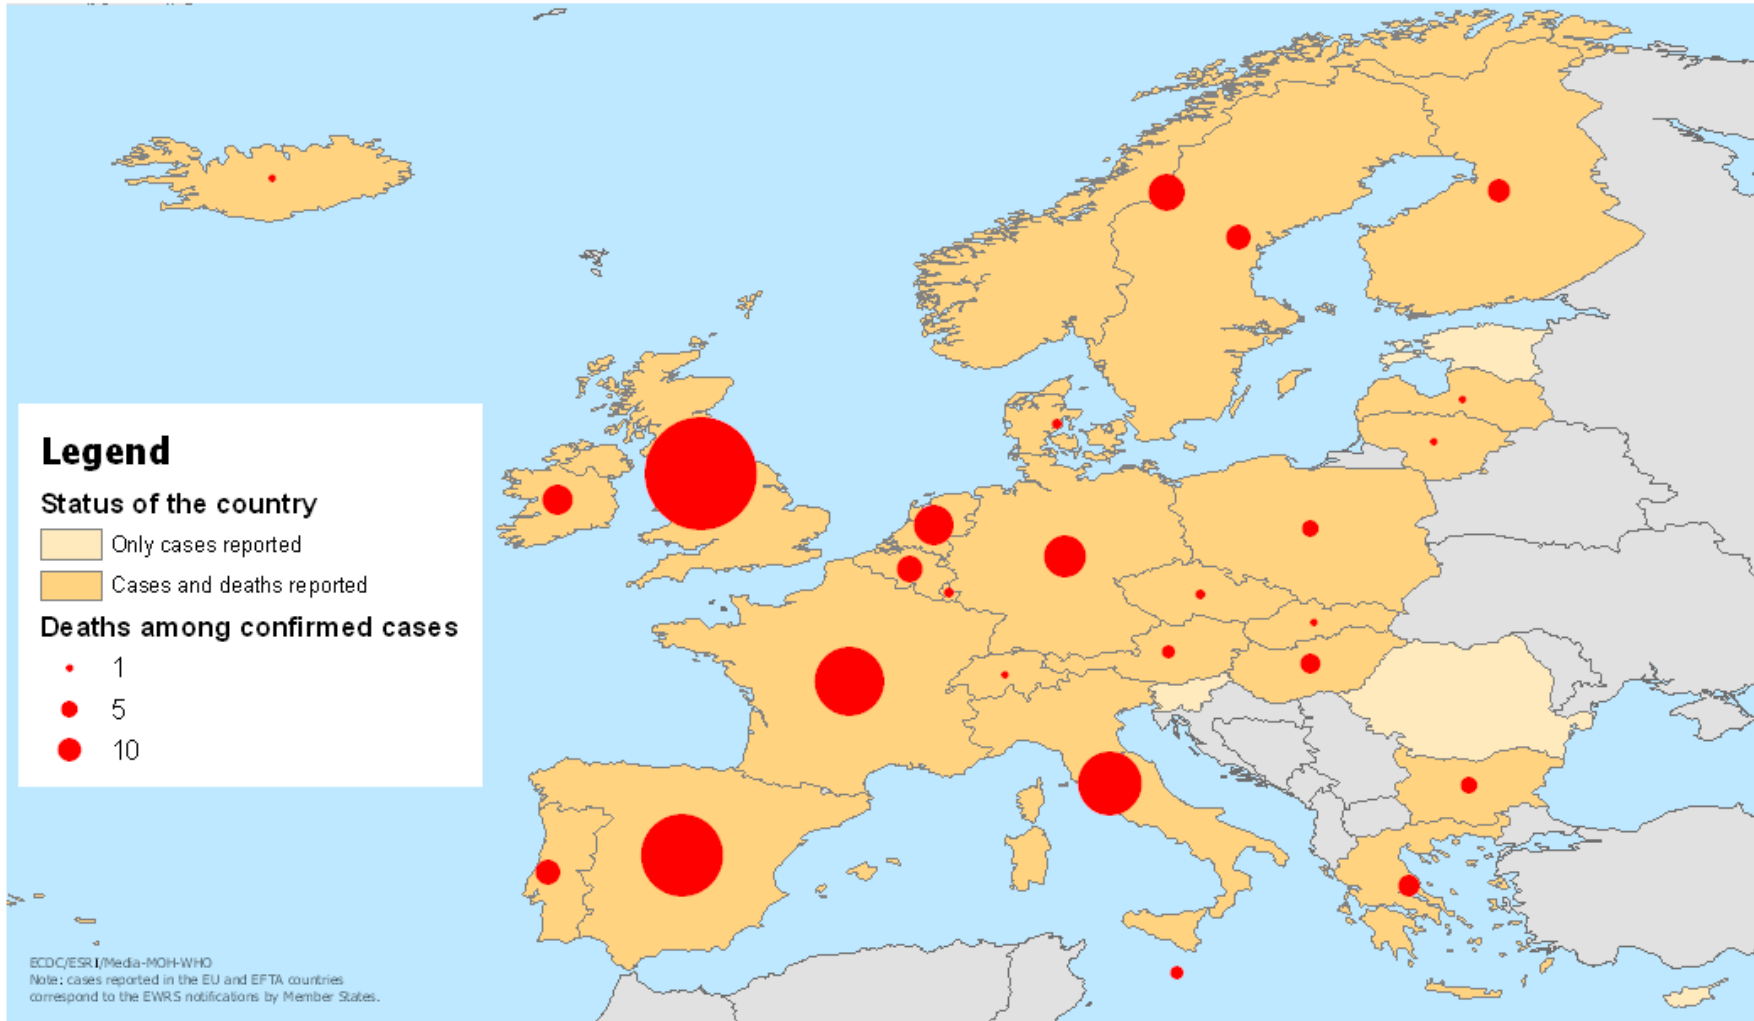 Legend
Status of the country
Only cases reported
Cases and deaths reported
Deaths among confirmed cases
1
5
10
ECDC/ESRI/Media-MOH-WHO
Note: cases reported in the EU and EFTA countries
correspond to the EWRS notifications by Member States.